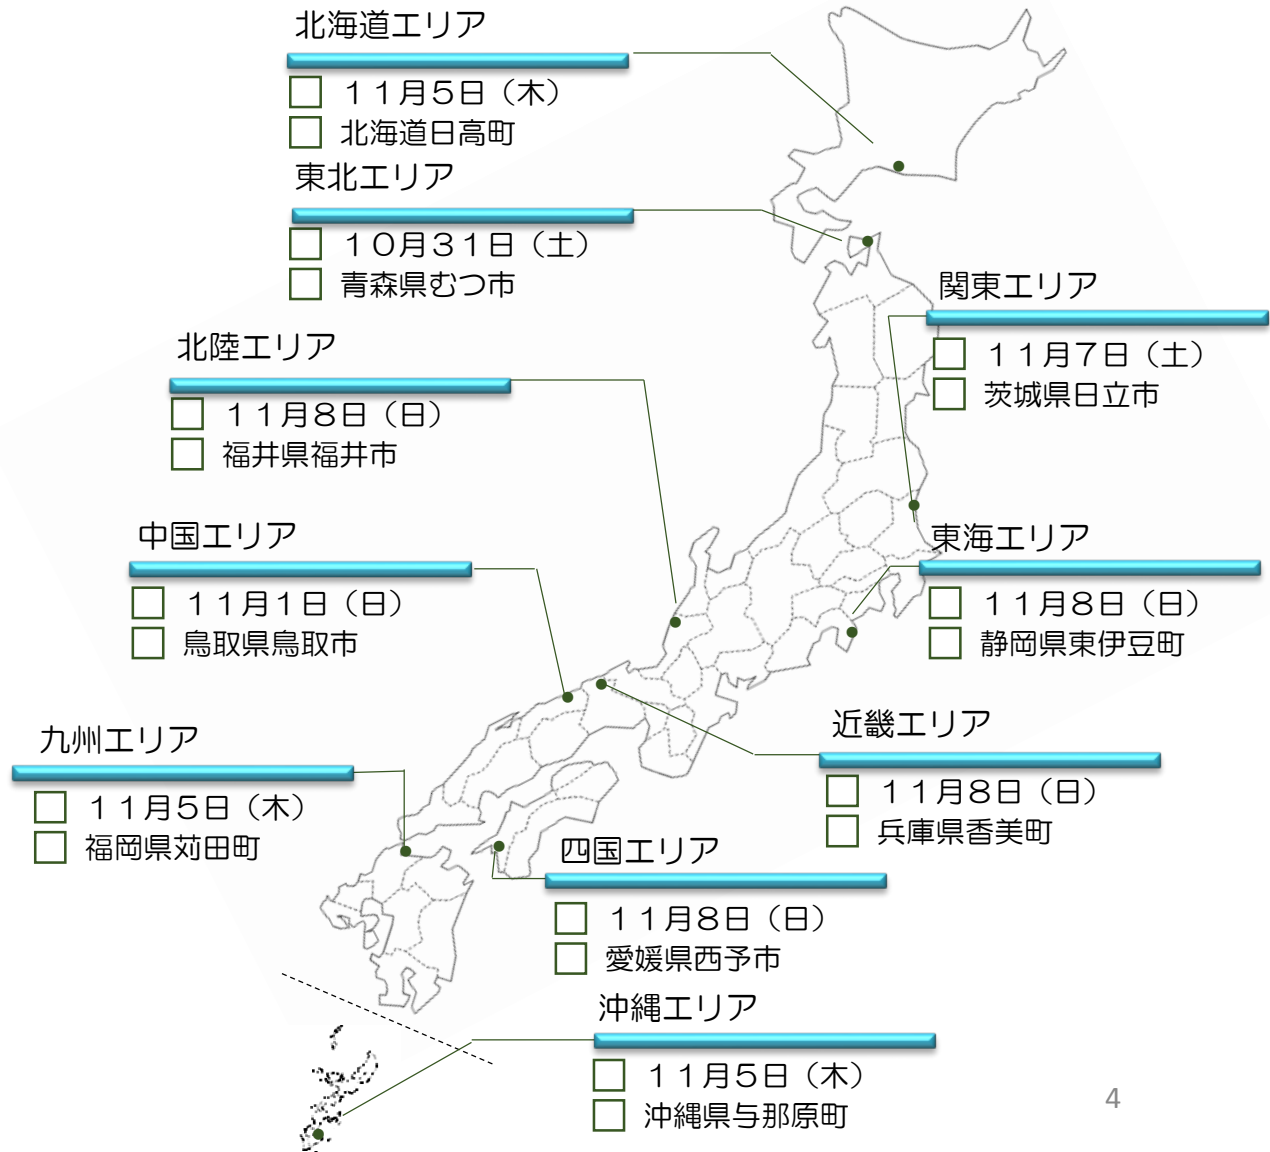 北海道エリア
１１月５日（木）
北海道日高町
東北エリア
１０月３１日（土）
青森県むつ市
関東エリア
１１月７日（土）
茨城県日立市
北陸エリア
１１月８日（日）
福井県福井市
中国エリア
１１月１日（日）
鳥取県鳥取市
東海エリア
１１月８日（日）
静岡県東伊豆町
九州エリア
１１月５日（木）
福岡県苅田町
近畿エリア
１１月８日（日）
兵庫県香美町
四国エリア
１１月８日（日）
愛媛県西予市
沖縄エリア
１１月５日（木）
沖縄県与那原町
4